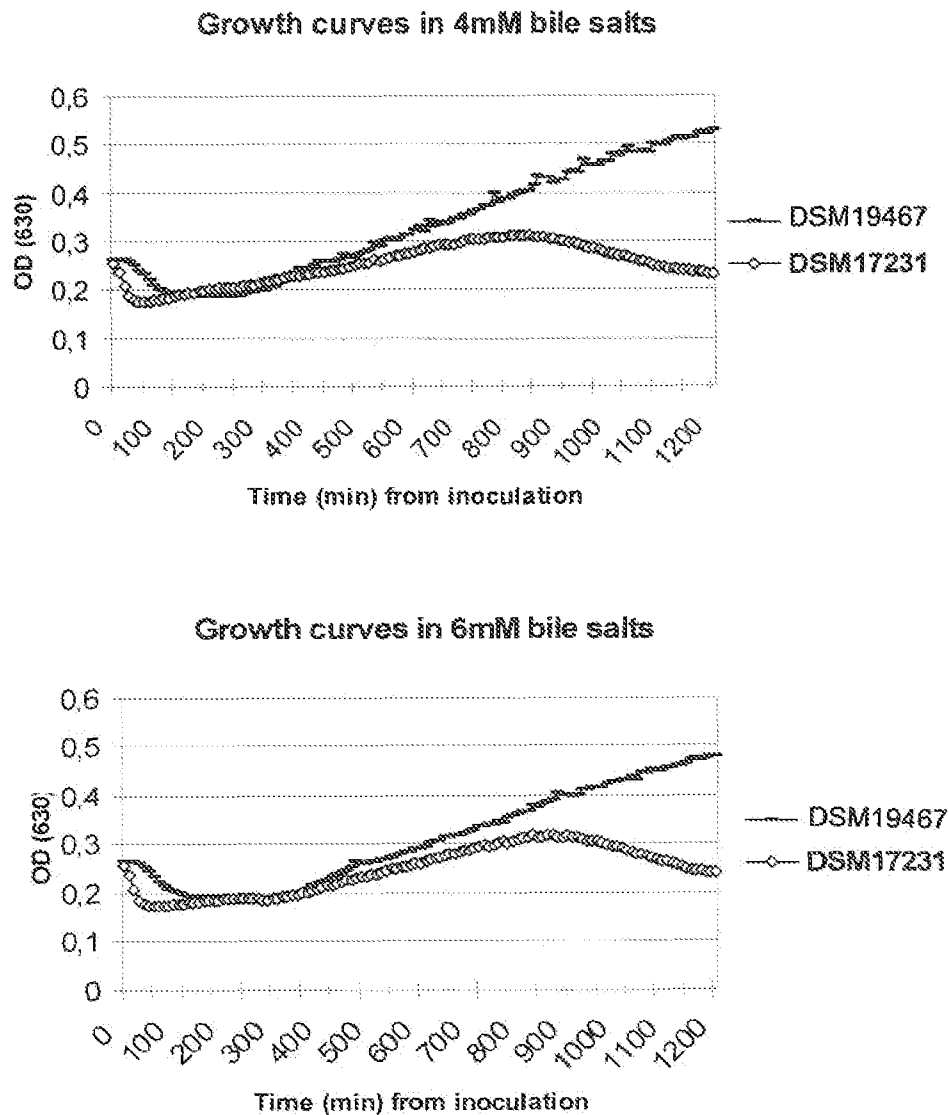 Growth curves in 4mM bile salts
0,6
0,5
0,4
0,3
0,2
0,1
0
OD (630)
DSM19467
DSM17231
0 100 200 300 400 500 600 700 800 900 1000 1100 1200
Time (min) from inoculation
Growth curves in 6mM bile salts
0,6
0,5
0,4
0,3
0,2
0,1
0
OD (630)
DSM19467
DSM17231
0 100 200 300 400 500 600 700 800 900 1000 1100 1200
Time (min) from inoculation